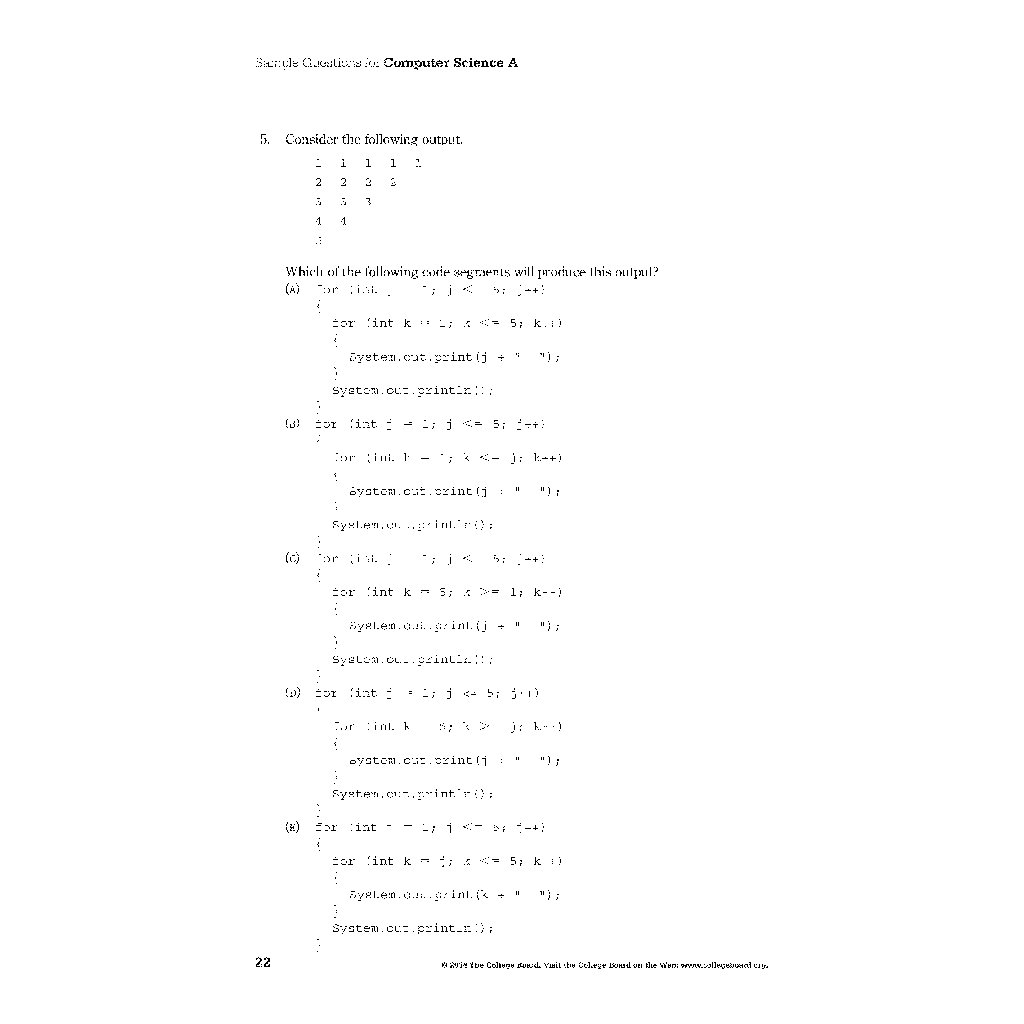 Sample Questions for Computer Science A
5. Consider the following output.
1 1 1 1 1
2 2 2 2
3 3 3
4 4
5
Which of the following code segments will produce this output?
(A) for (int j = 1; j <= 5; j++)
{
for (int k = 1; k <= 5; k++)
{
System.out.print(j + " ");
}
System.out.println();
}
(B) for (int j = 1; j <= 5; j++)
{
for (int k = 1; k <= j; k++)
{
System.out.print(j + " ");
}
System.out.println();
}
(C) for (int j = 1; j <= 5; j++)
{
for (int k = 5; k >= 1; k--)
{
System.out.print(j + " ");
}
System.out.println();
}
(D) for (int j = 1; j <= 5; j++)
{
for (int k = 5; k >= j; k--)
{
System.out.print(j + " ");
}
System.out.println();
}
(E) for (int j = 1; j <= 5; j++)
{
for (int k = j; k <= 5; k++)
{
System.out.print(k + " ");
}
System.out.println();
}
22 © 2014 The College Board. Visit the College Board on the Web: www.collegeboard.org.